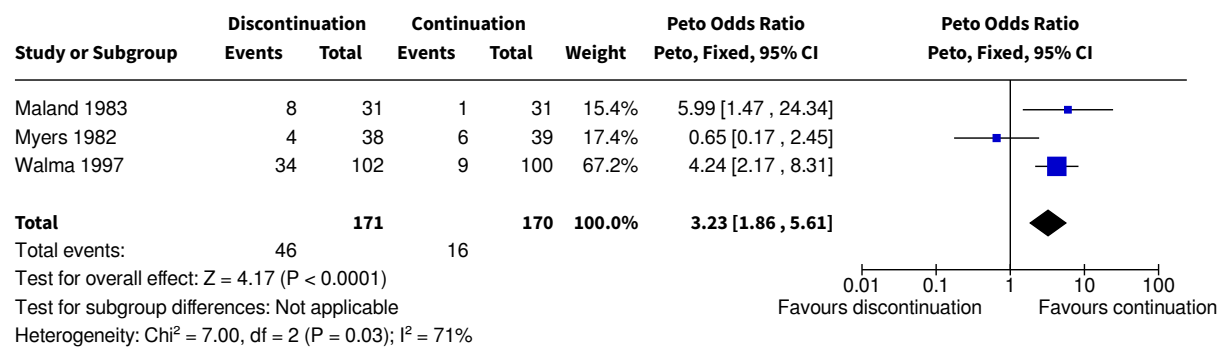 Discontinuation Continuation Peto Odds Ratio Peto Odds Ratio
Study or Subgroup Events Total Events Total Weight Peto, Fixed, 95% CI Peto, Fixed, 95% CI
Maland 1983 8 31 1 31 15.4% 5.99 [1.47 , 24.34]
Myers 1982 4 38 6 39 17.4% 0.65 [0.17 , 2.45]
Walma 1997 34 102 9 100 67.2% 4.24 [2.17 , 8.31]
Total 171 170 100.0% 3.23 [1.86 , 5.61]
Total events: 46 16
Test for overall effect: Z = 4.17 (P < 0.0001) 0.01 0.1 1 10 100
Test for subgroup differences: Not applicable Favours discontinuation Favours continuation
Heterogeneity: Chi² = 7.00, df = 2 (P = 0.03); I² = 71%